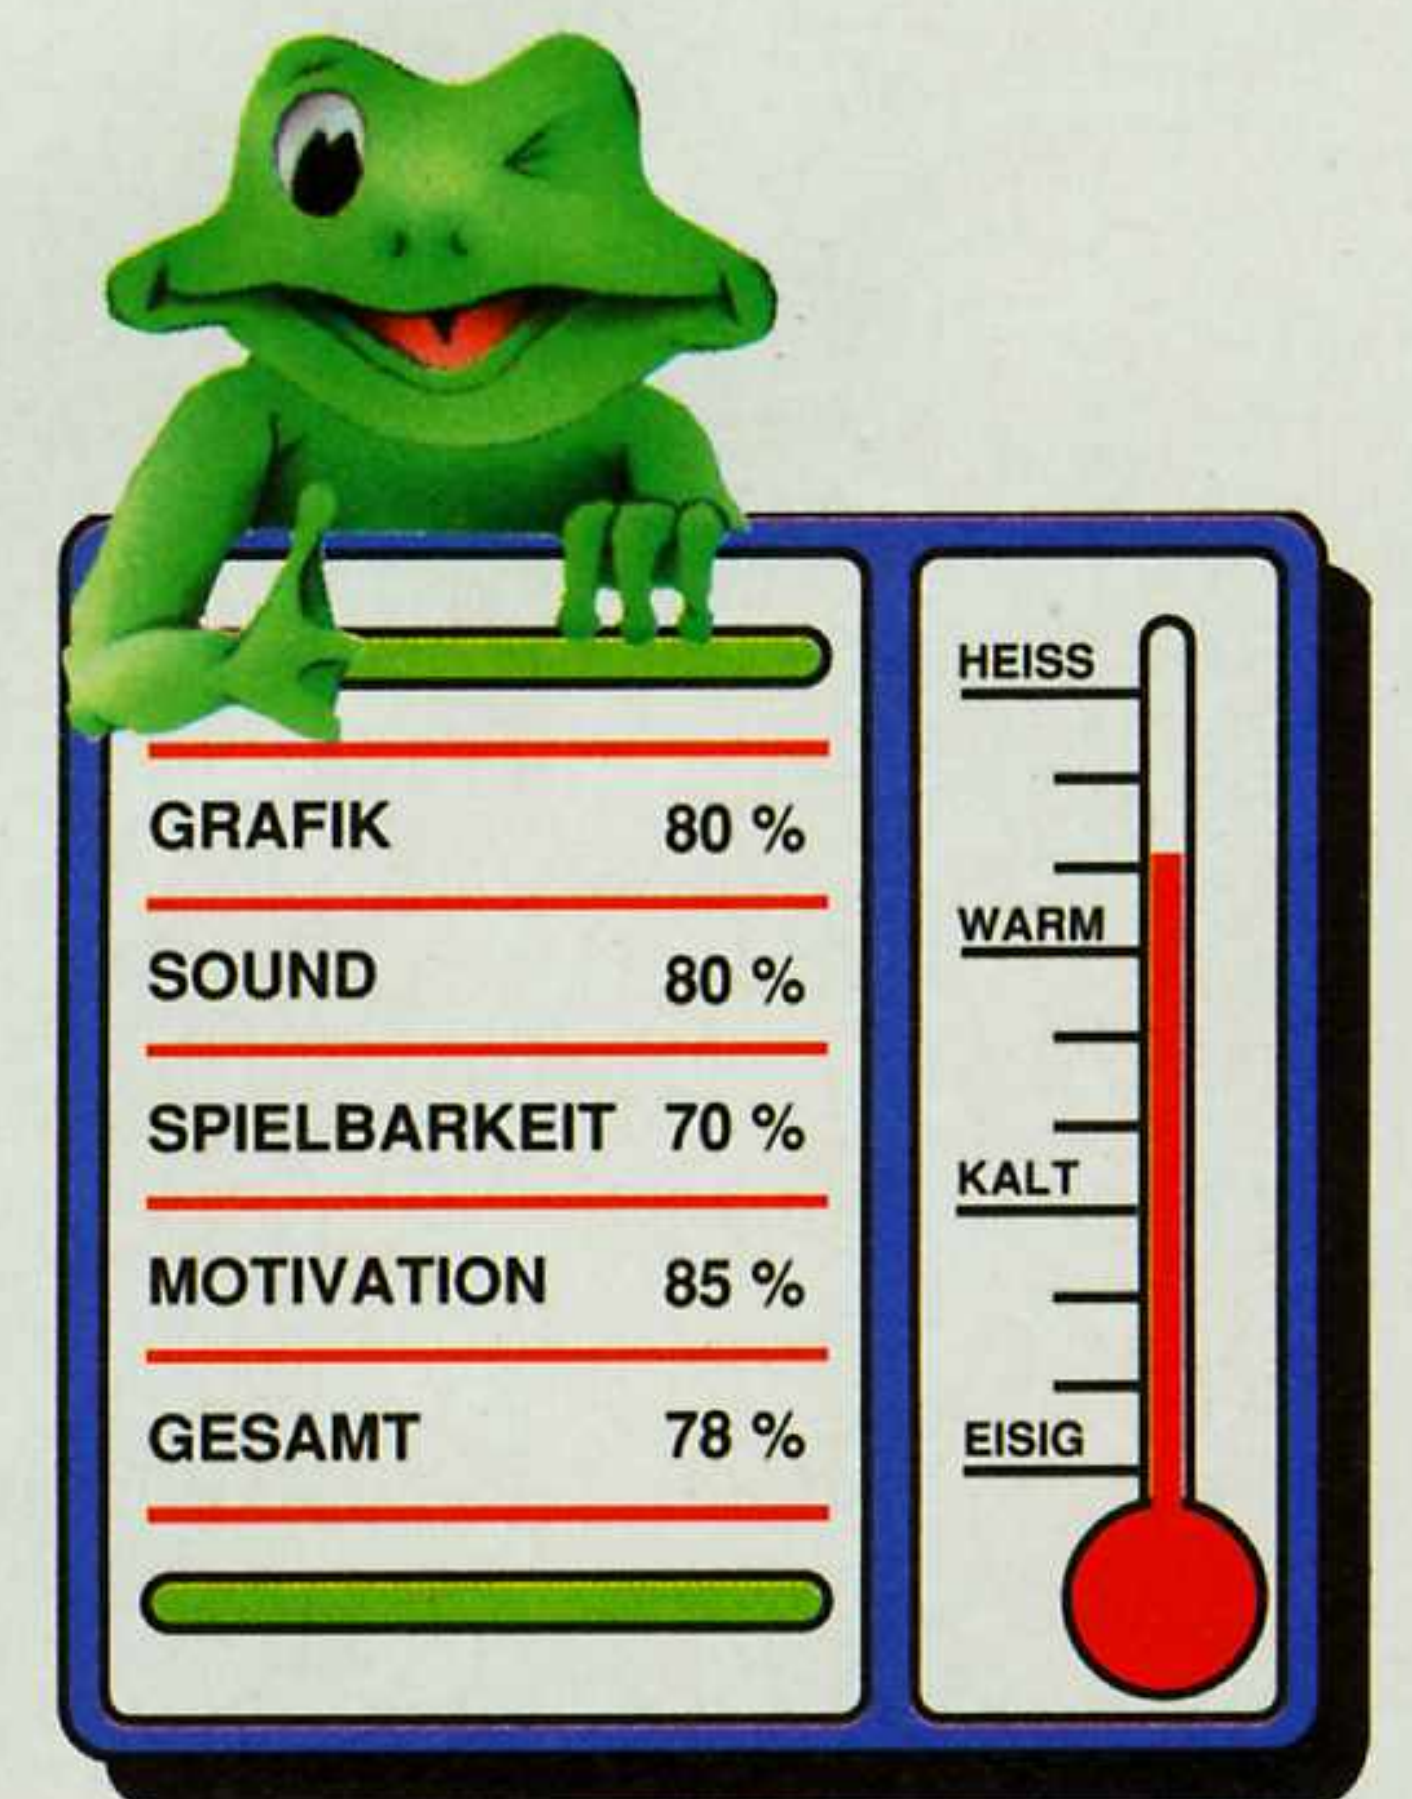 GRAFIK 80 %
SOUND 80 %
SPIELBARKEIT 70 %
MOTIVATION 85 %
GESAMT 78 %
HEISS
WARM
KALT
EISIG